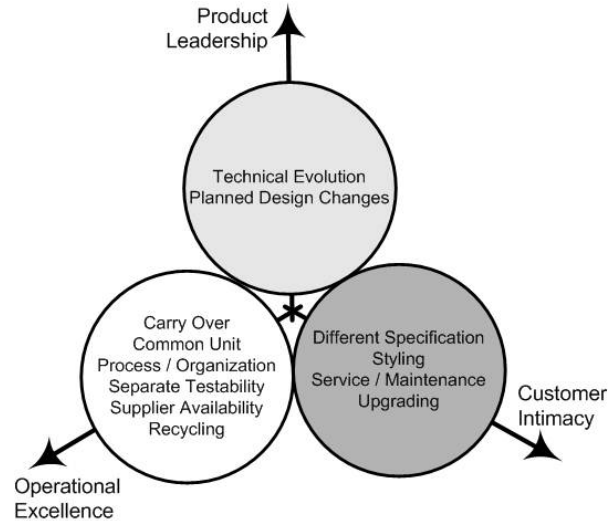 Product
Leadership
Technical Evolution
Planned Design Changes
Carry Over
Common Unit
Process / Organization
Separate Testability
Supplier Availability
Recycling
Different Specification
Styling
Service / Maintenance
Upgrading
Customer
Intimacy
Operational
Excellence